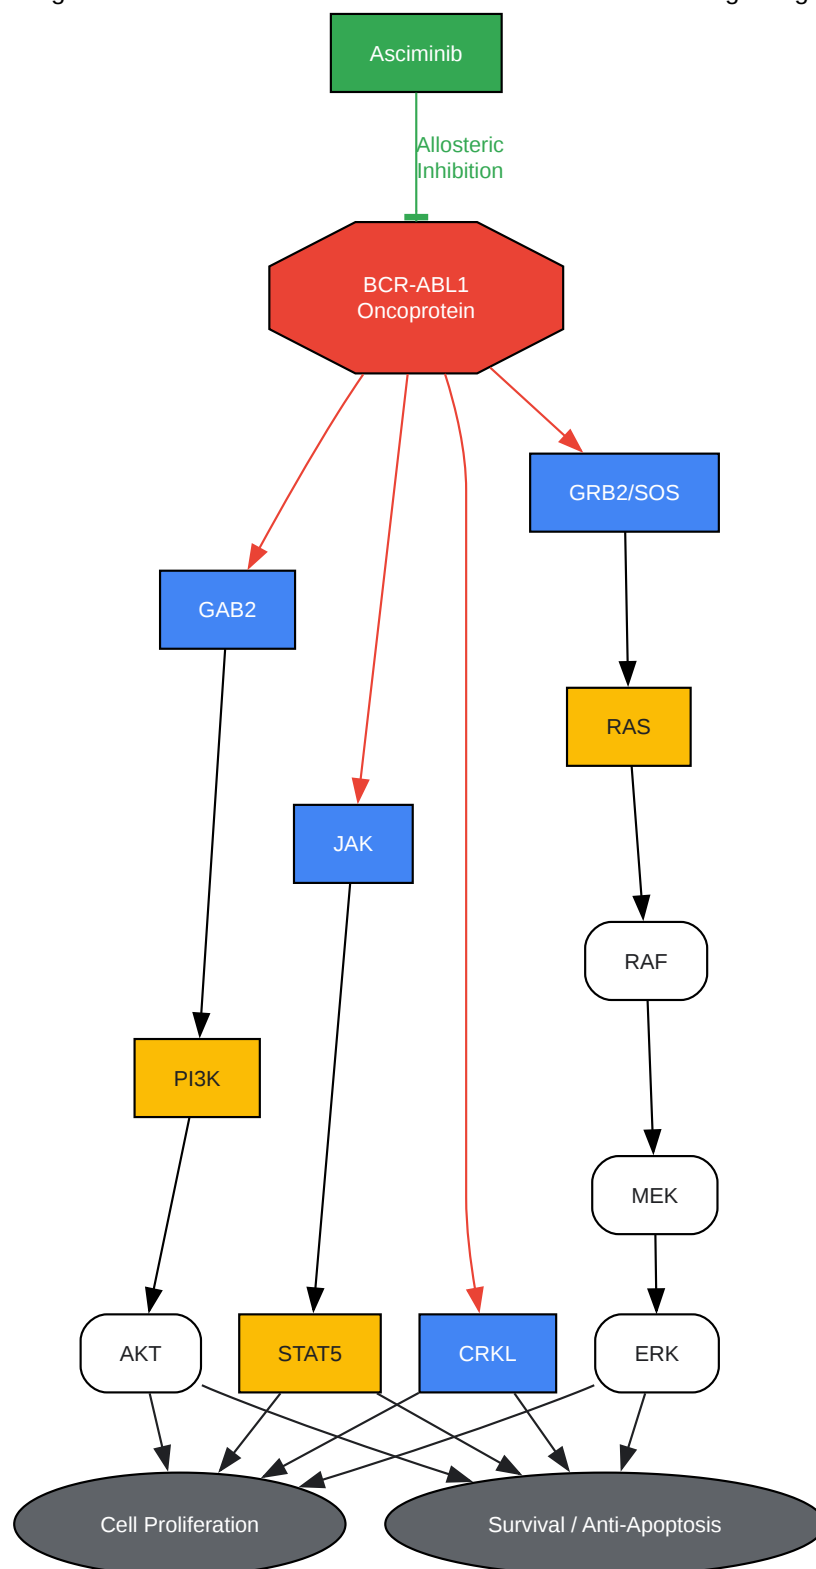 Asciminib
Allosteric
Inhibition
BCR-ABL1
Oncoprotein
GRB2/SOS
GAB2
RAS
JAK
RAF
PI3K
MEK
AKT
STAT5
CRKL
ERK
Cell Proliferation
Survival / Anti-Apoptosis